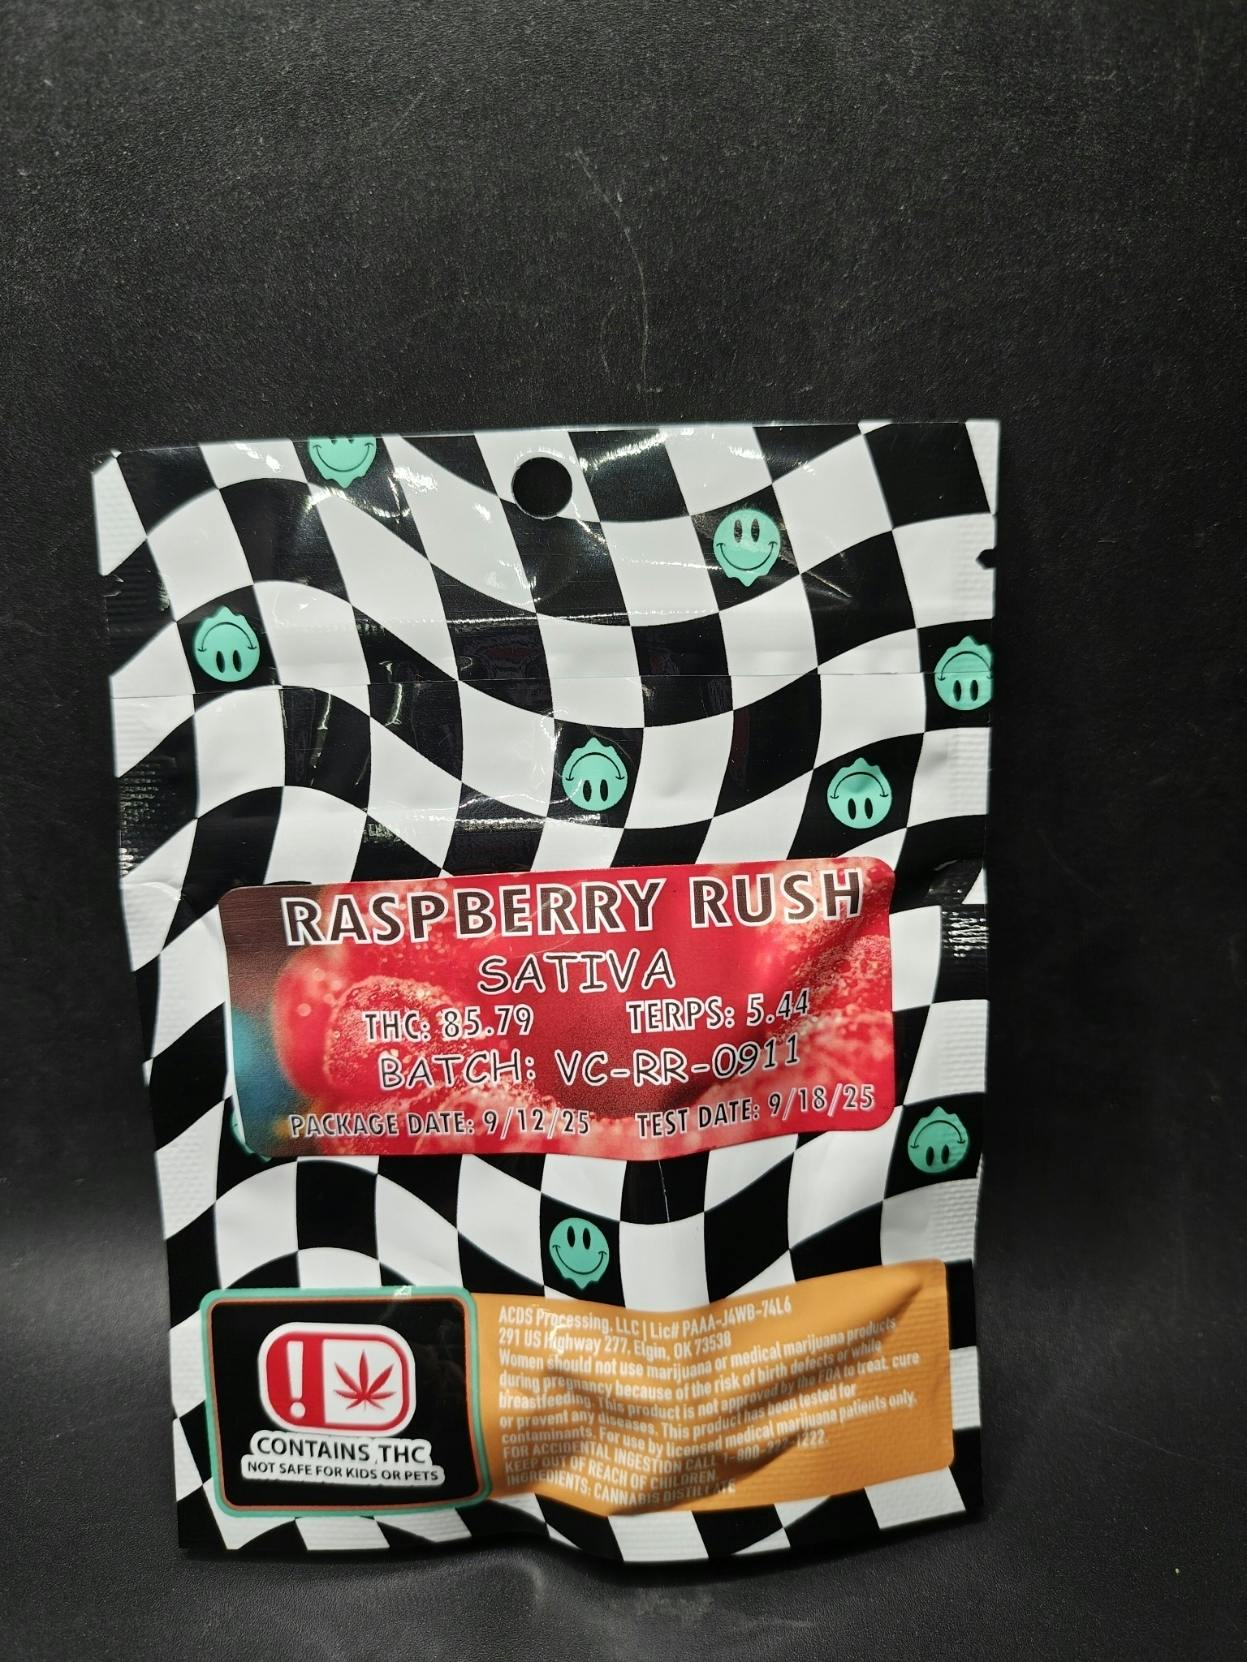 RASPBERRY RUSH
SATIVA
THC: 85.79 TERPS: 5.44
BATCH: VC-RR-0911
PACKAGE DATE: 9/12/25 TEST DATE: 9/18/25
!
CONTAINS THC
NOT SAFE FOR KIDS OR PETS
ACDS Processing, LLC | Lic# PAAA-J4WB-74L6
291 US Highway 277, Elgin, OK 73538
Women should not use marijuana or medical marijuana products
during pregnancy because of the risk of birth defects or while
breastfeeding. This product is not approved by the FDA to treat, cure
or prevent any diseases. This product has been tested for
contaminants. For use by licensed medical marijuana patients only.
FOR ACCIDENTAL INGESTION CALL 1-800-222-1222.
KEEP OUT OF REACH OF CHILDREN.
INGREDIENTS: CANNABIS DISTILLATE